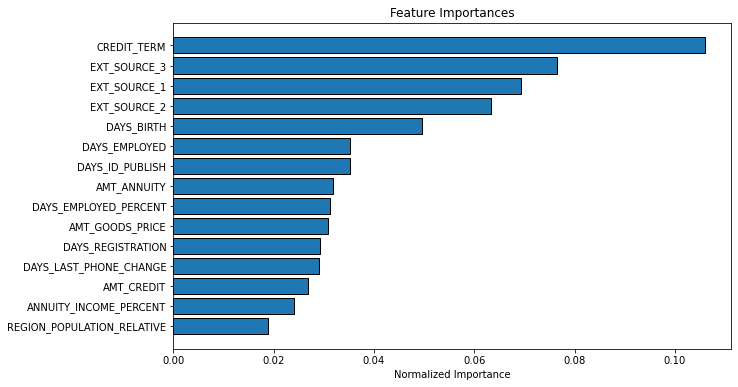 Feature Importances
CREDIT_TERM
EXT_SOURCE_3
EXT_SOURCE_1
EXT_SOURCE_2
DAYS_BIRTH
DAYS_EMPLOYED
DAYS_ID_PUBLISH
AMT_ANNUITY
DAYS_EMPLOYED_PERCENT
AMT_GOODS_PRICE
DAYS_REGISTRATION
DAYS_LAST_PHONE_CHANGE
AMT_CREDIT
ANNUITY_INCOME_PERCENT
REGION_POPULATION_RELATIVE
0.00 0.02 0.04 0.06 0.08 0.10
Normalized Importance